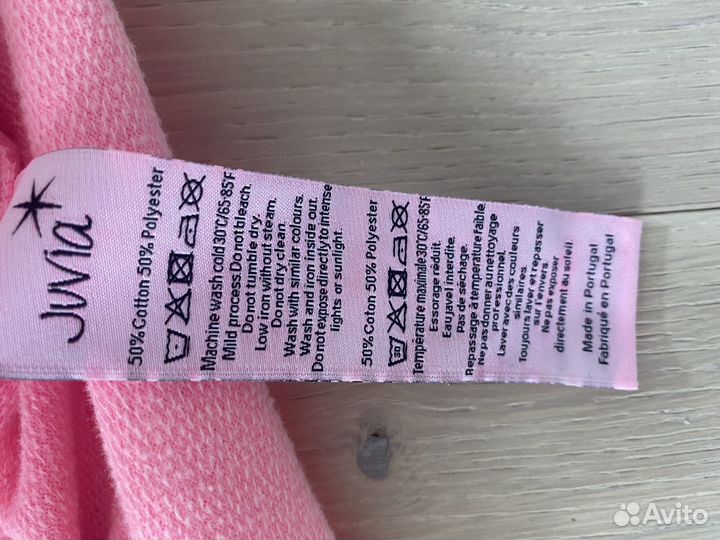 Juvia
50% Cotton 50% Polyester
Machine wash cold 30°C/65-85°F
Mild process Do not bleach.
Do not tumble dry.
Low iron without steam.
Do not dry clean.
Wash with similar colours.
Wash and iron inside out.
Do not expose directly to intense
lights or sunlight.
50% Coton 50% Polyester
30
Température maximale 30°C/65-85°F
Essorage réduit.
Eau javel interdite.
Pas de séchage.
Repassage à température faible.
Ne pas donner au nettoyage
professionnel.
Laver avec des couleurs
similaires.
Toujours laver et repasser
sur l'envers.
Ne pas exposer
directement au soleil.
Made in Portugal
Fabriqué en Portugal
Avito